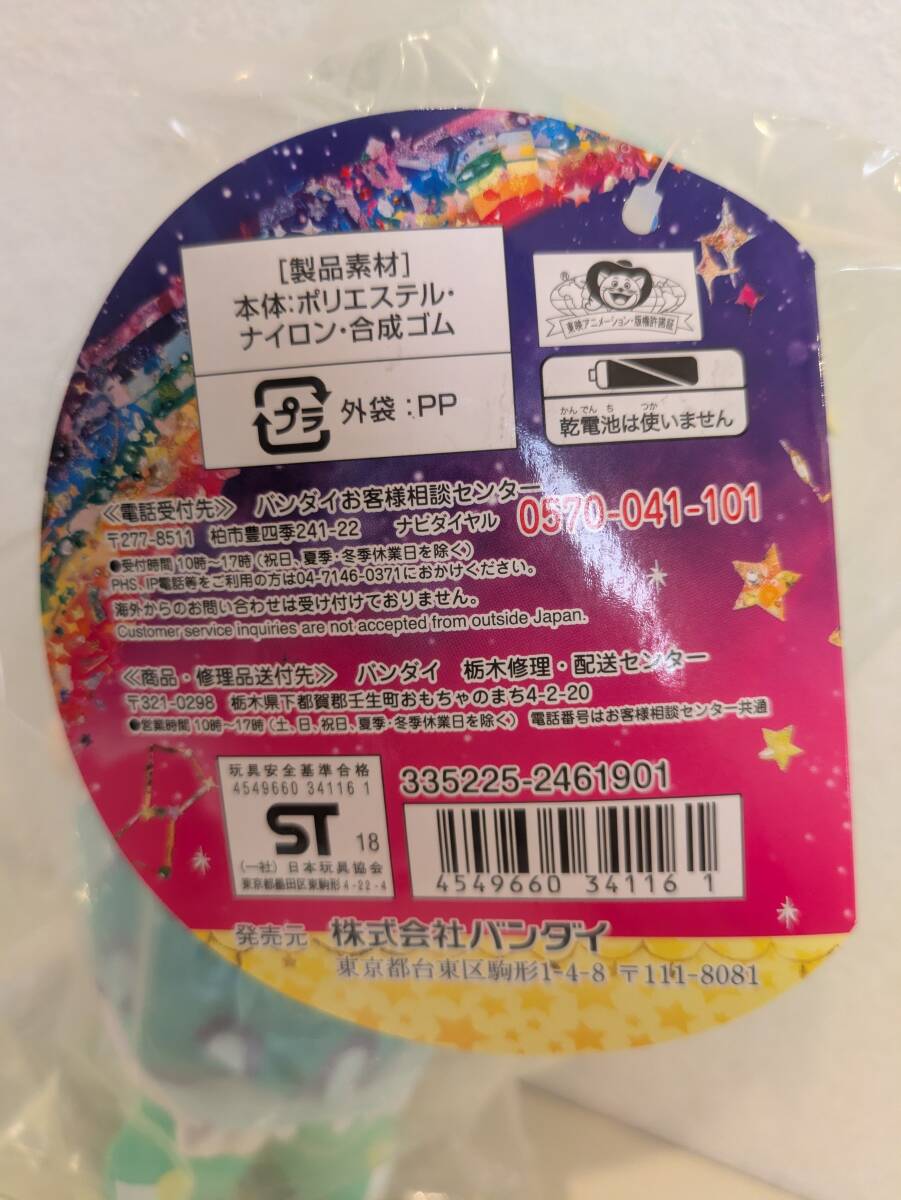 [製品素材]
本体:ポリエステル・
ナイロン・合成ゴム
プラ 外袋:PP
®
東映アニメーション・版権許諾証
かんでんち つか
乾電池は使いません
≪電話受付先≫ バンダイお客様相談センター
〒277-8511 柏市豊四季241-22 ナビダイヤル 0570-041-101
●受付時間 10時〜17時(祝日、夏季・冬季休業日を除く)
PHS、IP電話等をご利用の方は04-7146-0371におかけください。
海外からのお問い合わせは受け付けておりません。
Customer service inquiries are not accepted from outside Japan.
≪商品・修理品送付先≫ バンダイ 栃木修理・配送センター
〒321-0298 栃木県下都賀郡壬生町おもちゃのまち4-2-20
●営業時間 10時〜17時(土、日、祝日、夏季・冬季休業日を除く) 電話番号はお客様相談センター共通
玩具安全基準合格
4549660 34116 1
ST 18
(一社)日本玩具協会
東京都墨田区東駒形4-22-4
335225-2461901
4549660 341161
発売元 株式会社バンダイ
東京都台東区駒形1-4-8 〒111-8081